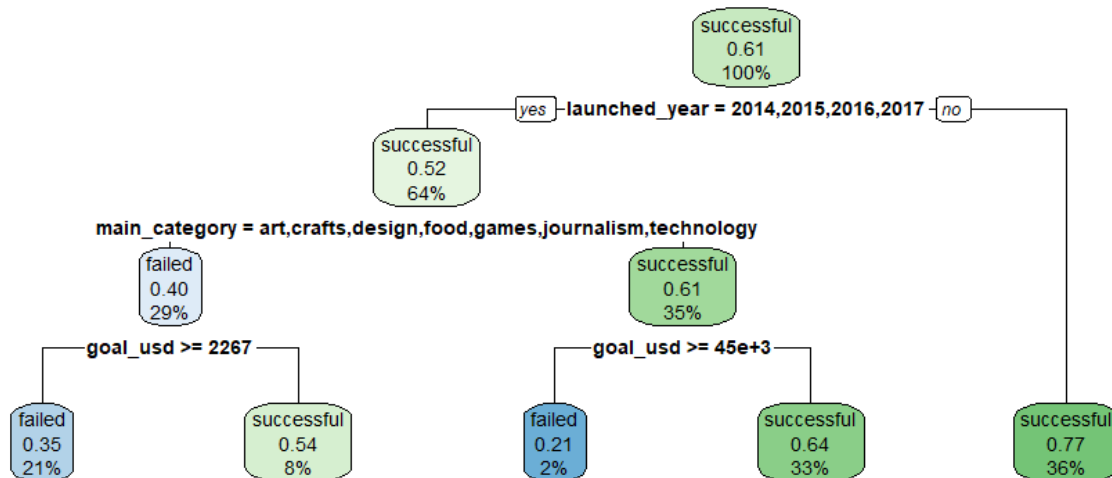 successful
0.61
100%
yes launched_year = 2014,2015,2016,2017 no
successful
0.52
64%
main_category = art,crafts,design,food,games,journalism,technology
failed
0.40
29%
successful
0.61
35%
goal_usd >= 2267
goal_usd >= 45e+3
failed
0.35
21%
successful
0.54
8%
failed
0.21
2%
successful
0.64
33%
successful
0.77
36%